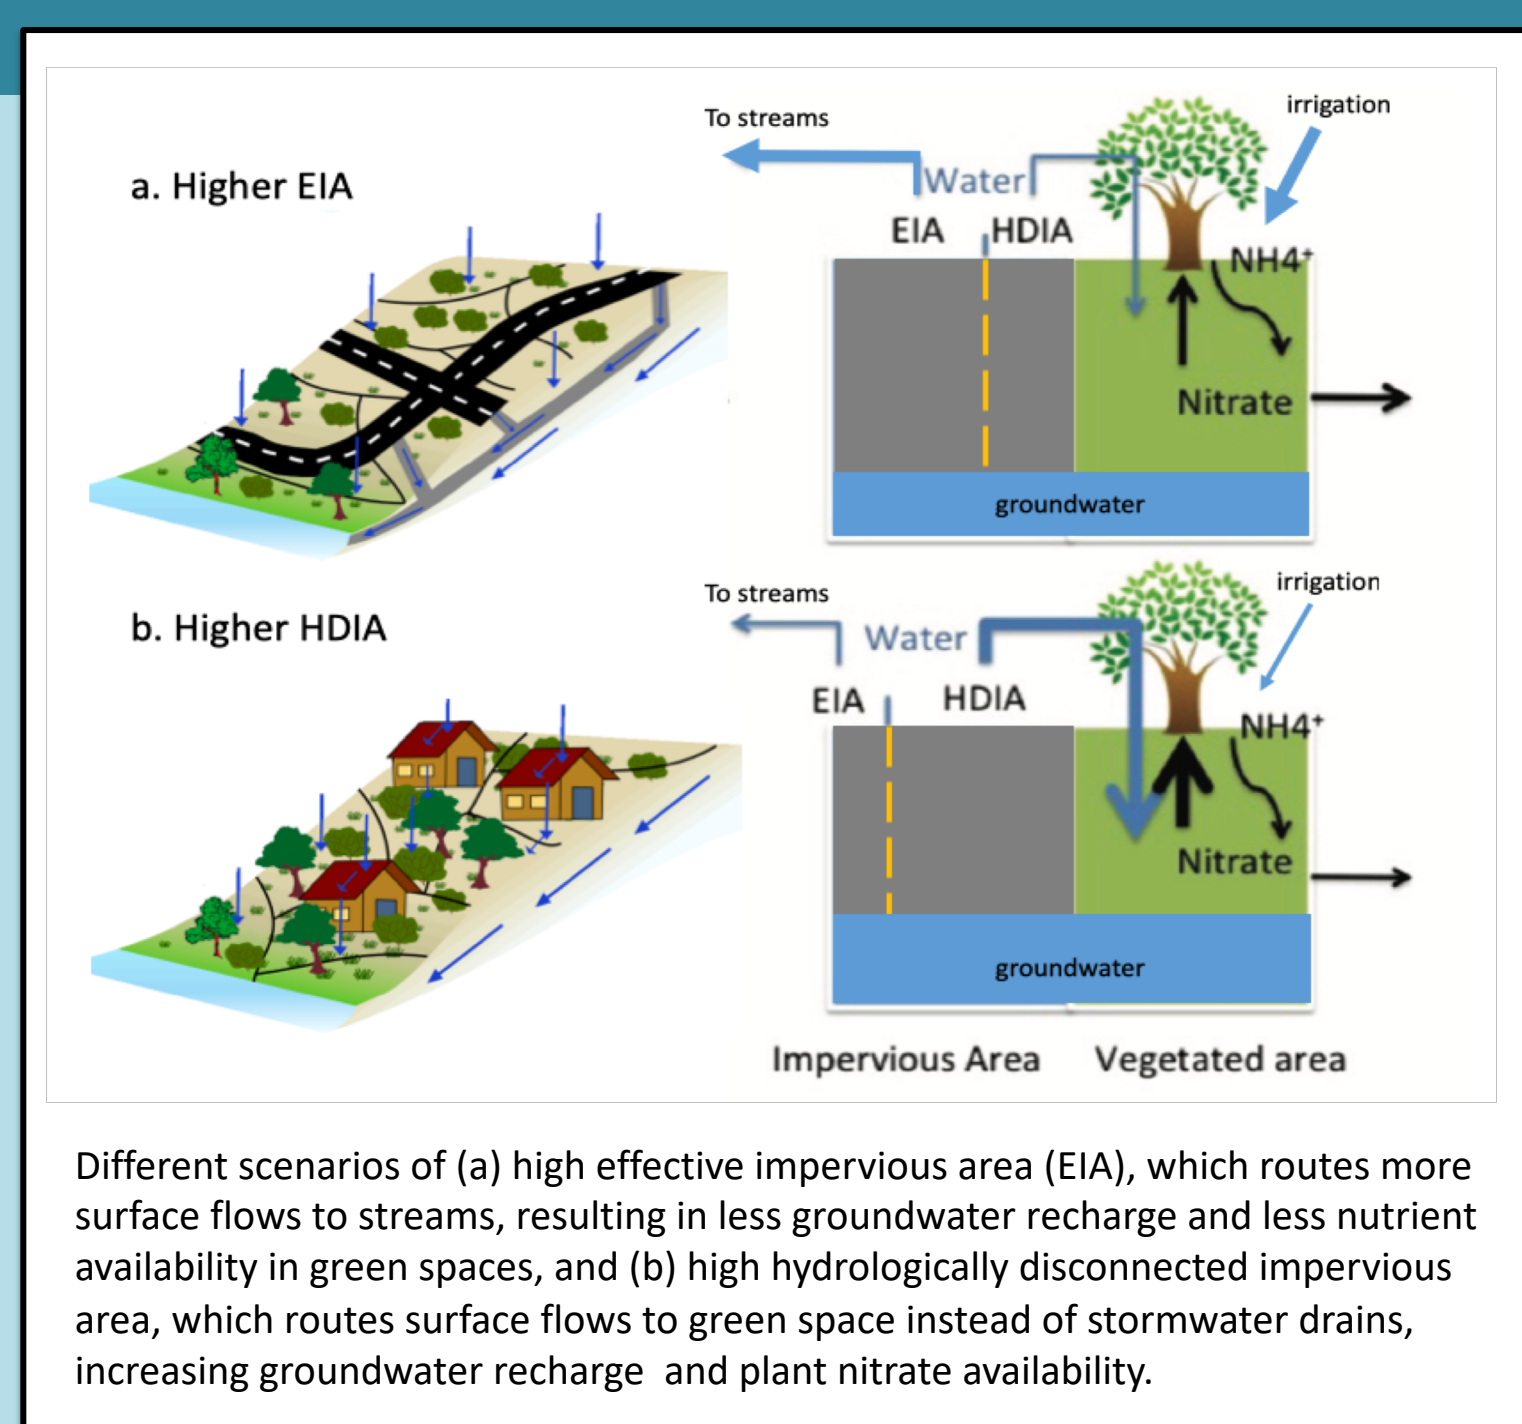 a. Higher EIA
To streams
irrigation
Water
EIA
HDIA
NH4⁺
Nitrate
groundwater
b. Higher HDIA
To streams
irrigation
Water
EIA
HDIA
NH4⁺
Nitrate
groundwater
Impervious Area
Vegetated area
Different scenarios of (a) high effective impervious area (EIA), which routes more
surface flows to streams, resulting in less groundwater recharge and less nutrient
availability in green spaces, and (b) high hydrologically disconnected impervious
area, which routes surface flows to green space instead of stormwater drains,
increasing groundwater recharge  and plant nitrate availability.